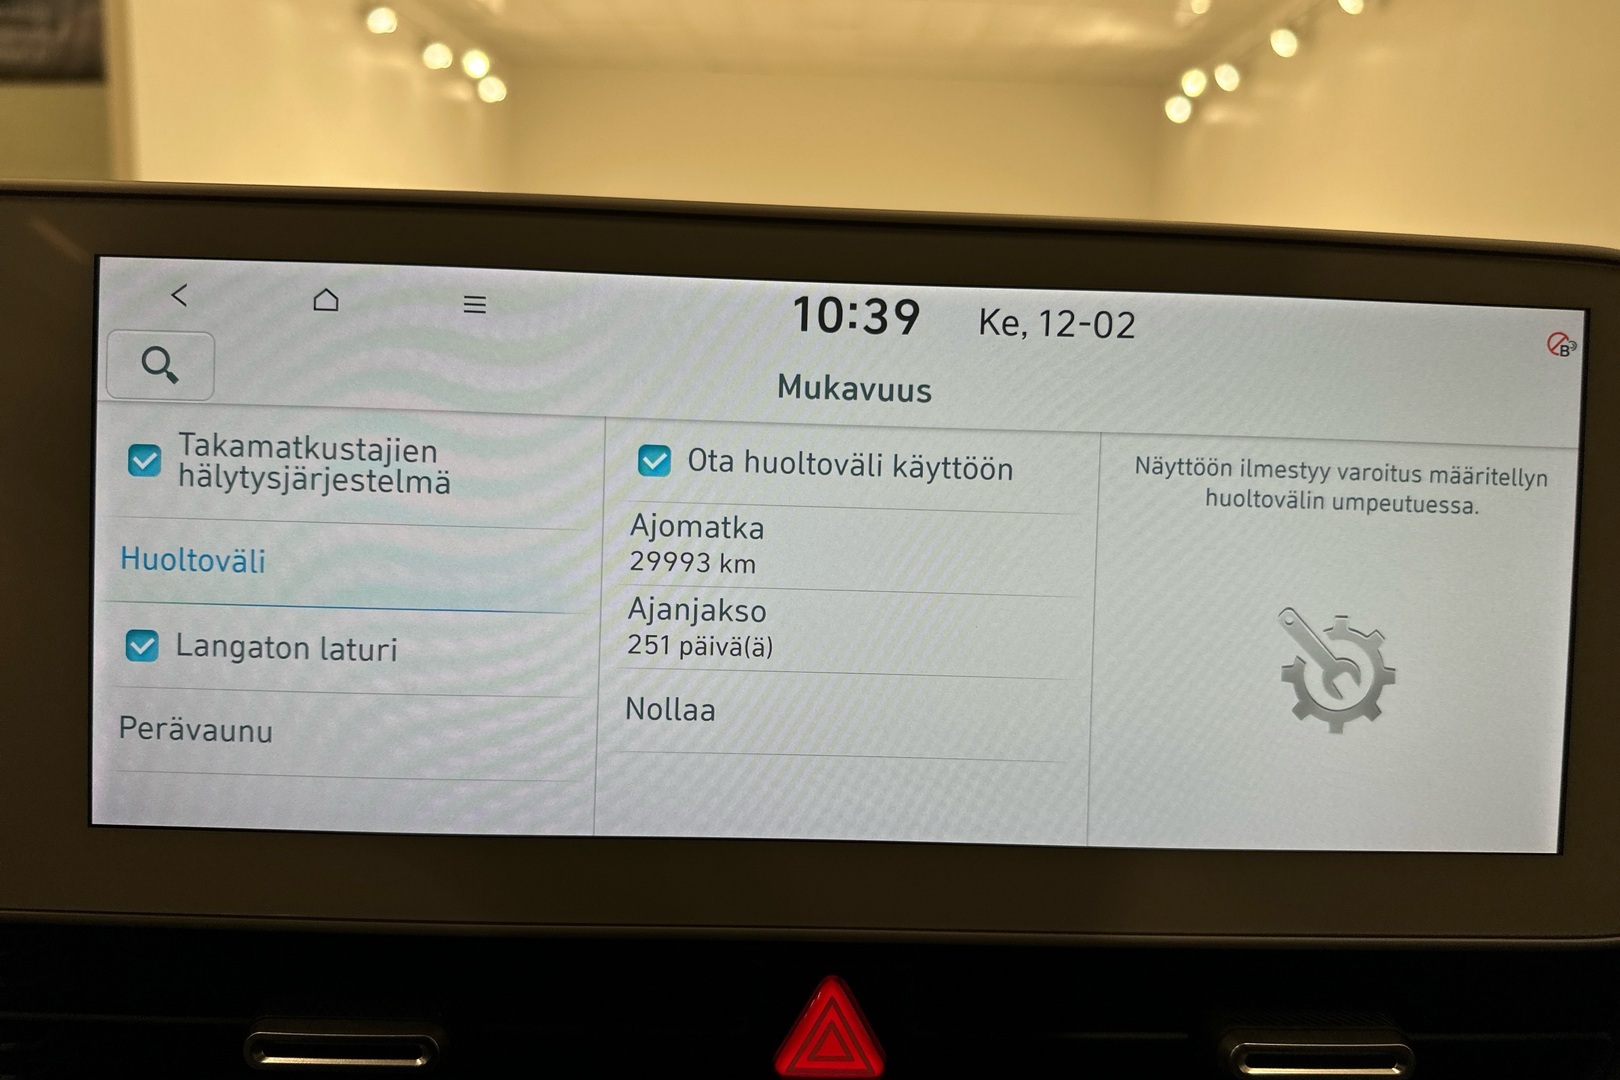 10:39 Ke, 12-02
Mukavuus
Takamatkustajien
hälytysjärjestelmä
Huoltoväli
Langaton laturi
Perävaunu
Ota huoltoväli käyttöön
Ajomatka
29993 km
Ajanjakso
251 päivä(ä)
Nollaa
Näyttöön ilmestyy varoitus määritellyn
huoltovälin umpeutuessa.
B